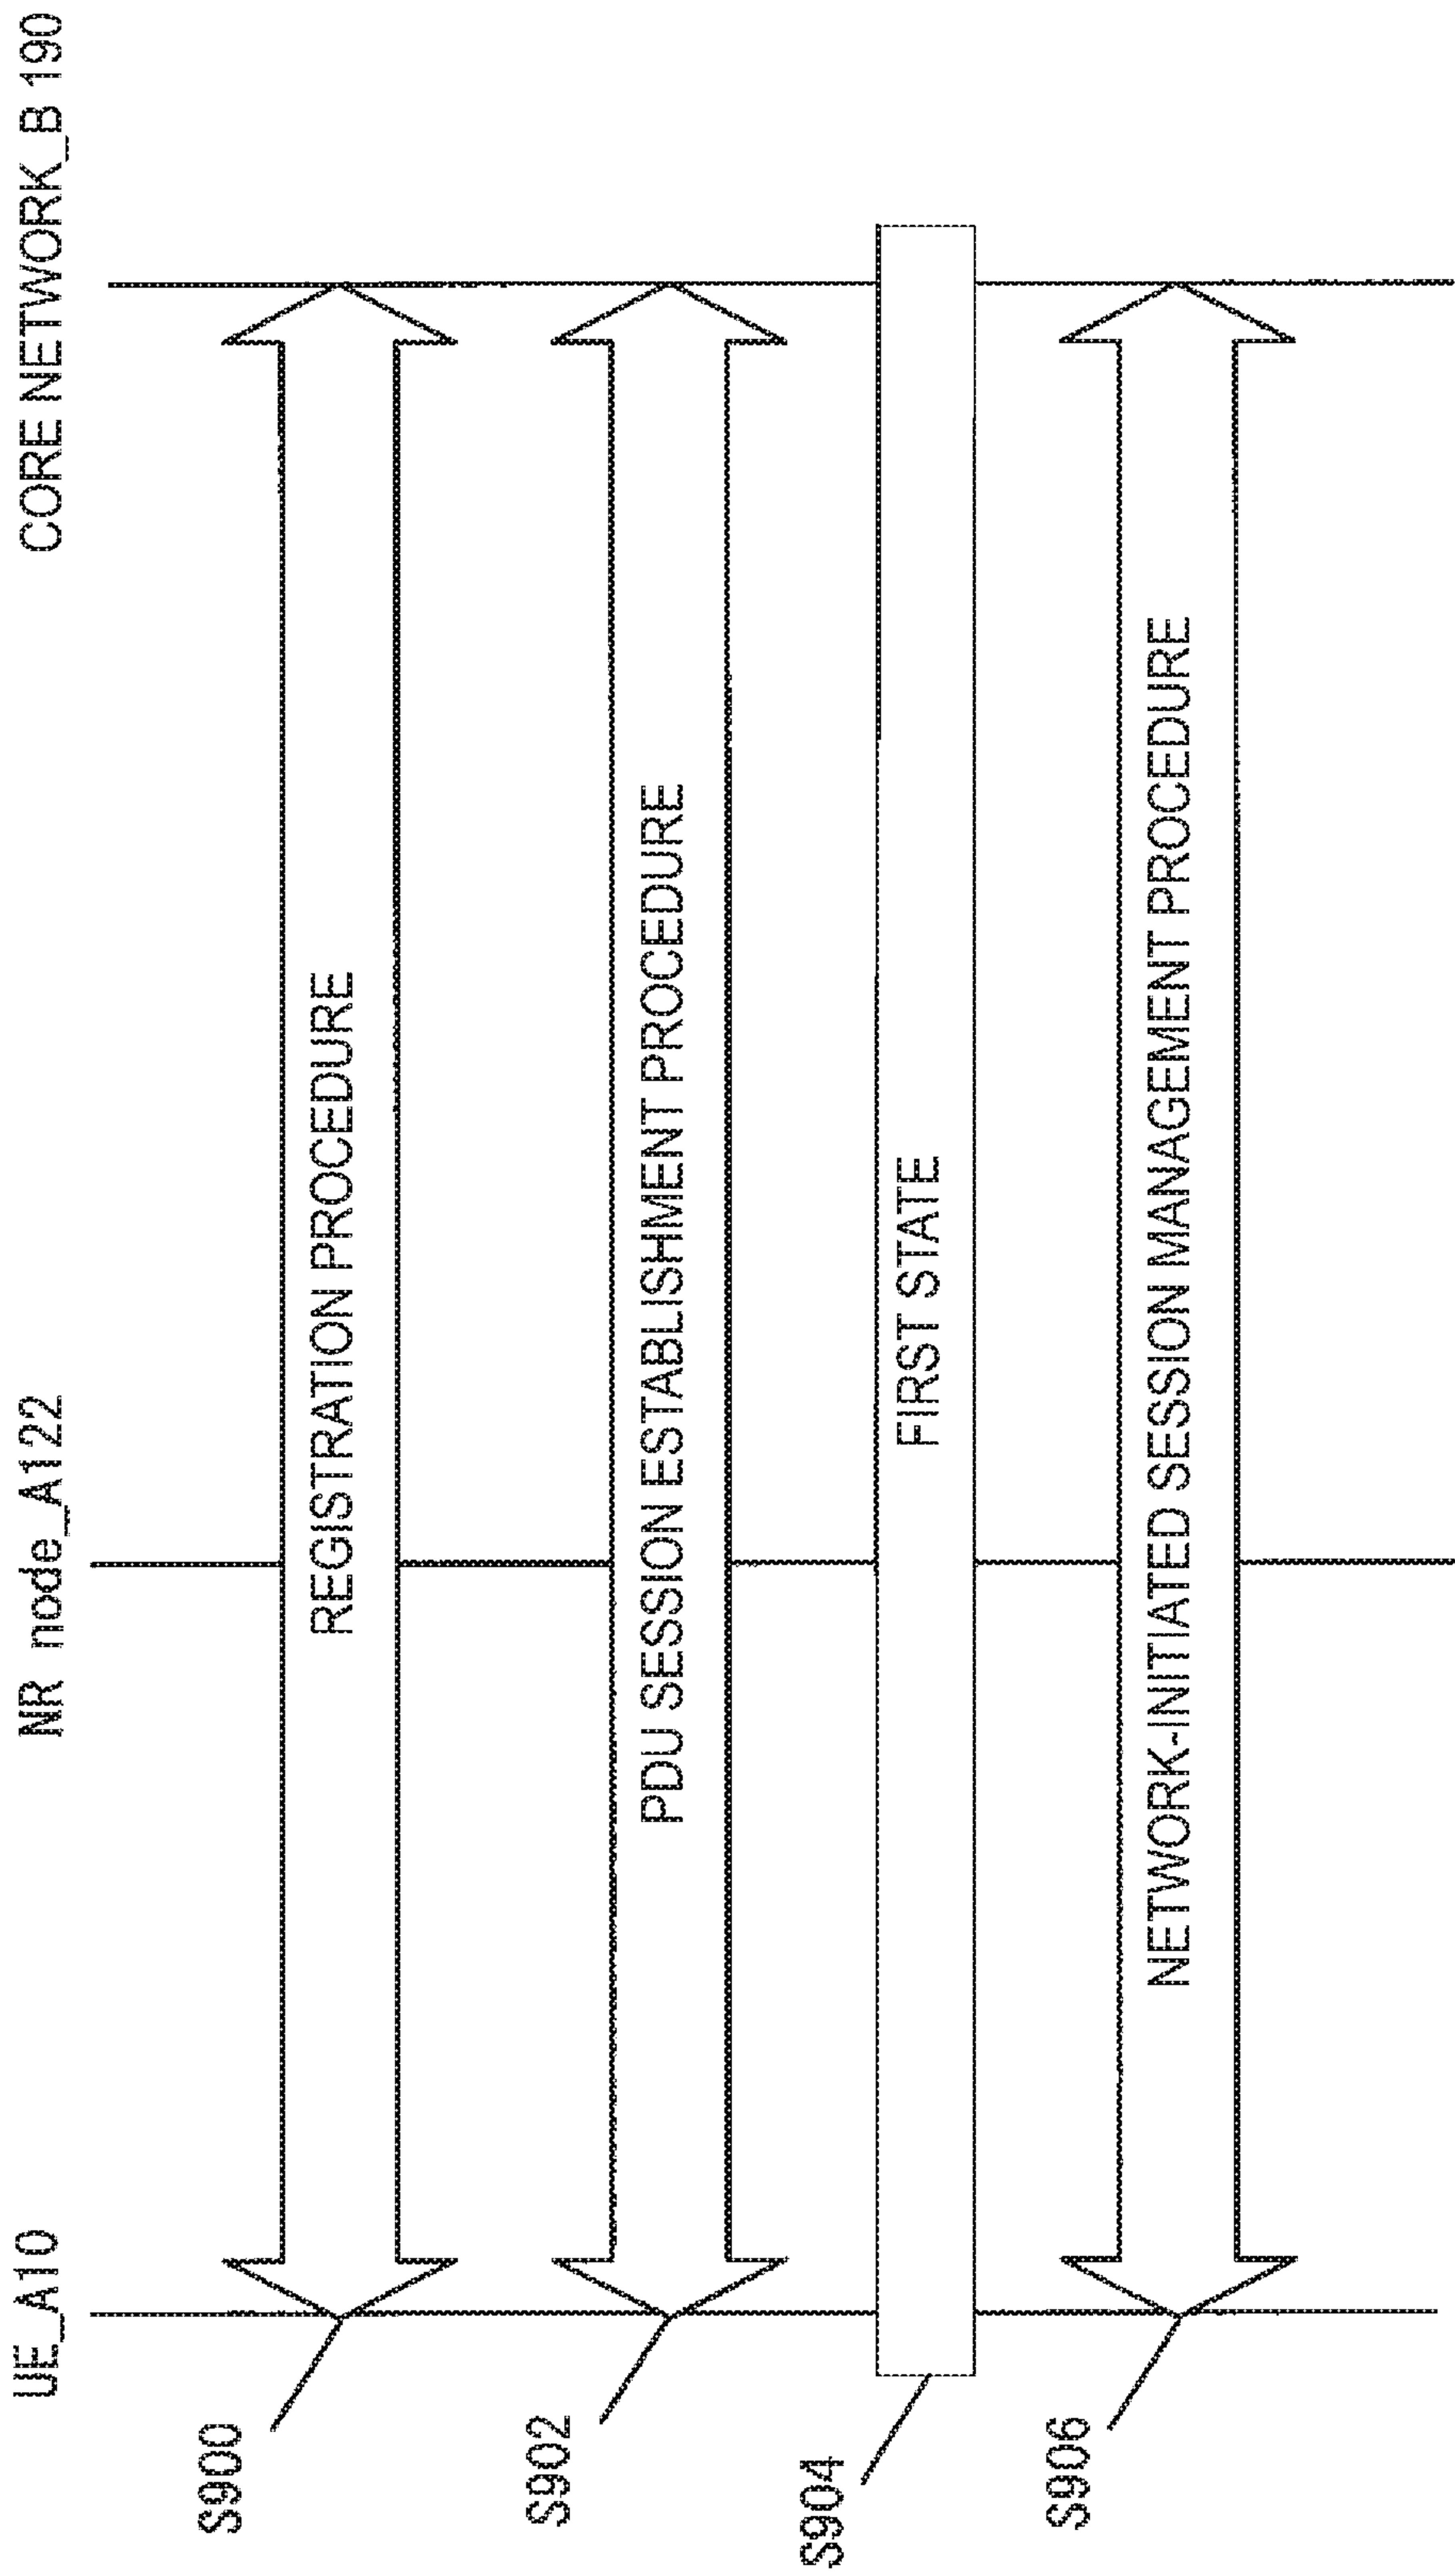 UE_A10
NR node_A122
CORE NETWORK_B 190
S900
REGISTRATION PROCEDURE
S902
PDU SESSION ESTABLISHMENT PROCEDURE
S904
FIRST STATE
S906
NETWORK-INITIATED SESSION MANAGEMENT PROCEDURE